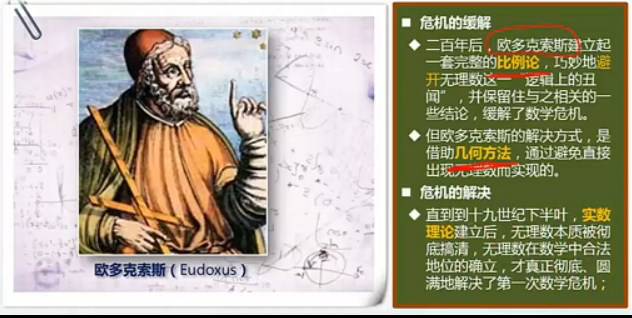 欧多克索斯（Eudoxus）
■ 危机的缓解
◆ 二百年后，欧多克索斯建立起
一套完整的比例论，巧妙地避
开无理数这一“逻辑上的丑
闻”，并保留住与之相关的一
些结论，缓解了数学危机。
◆ 但欧多克索斯的解决方式，是
借助几何方法，通过避免直接
出现无理数而实现的。
■ 危机的解决
◆ 直到到十九世纪下半叶，实数
理论建立后，无理数本质被彻
底搞清，无理数在数学中合法
地位的确立，才真正彻底、圆
满地解决了第一次数学危机；